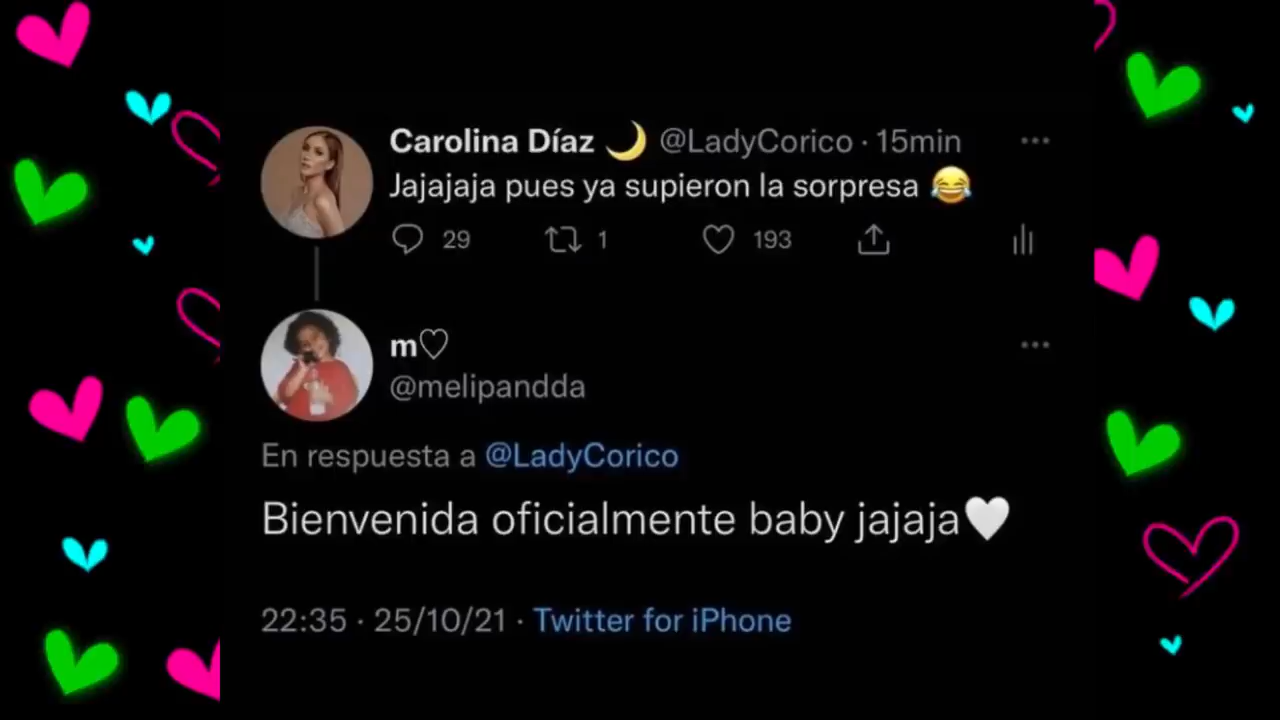 Carolina Díaz 🌙 @LadyCorico · 15min
Jajajaja pues ya supieron la sorpresa 😂
29 1 193
m♡
@melipandda
En respuesta a @LadyCorico
Bienvenida oficialmente baby jajaja🤍
22:35 · 25/10/21 · Twitter for iPhone